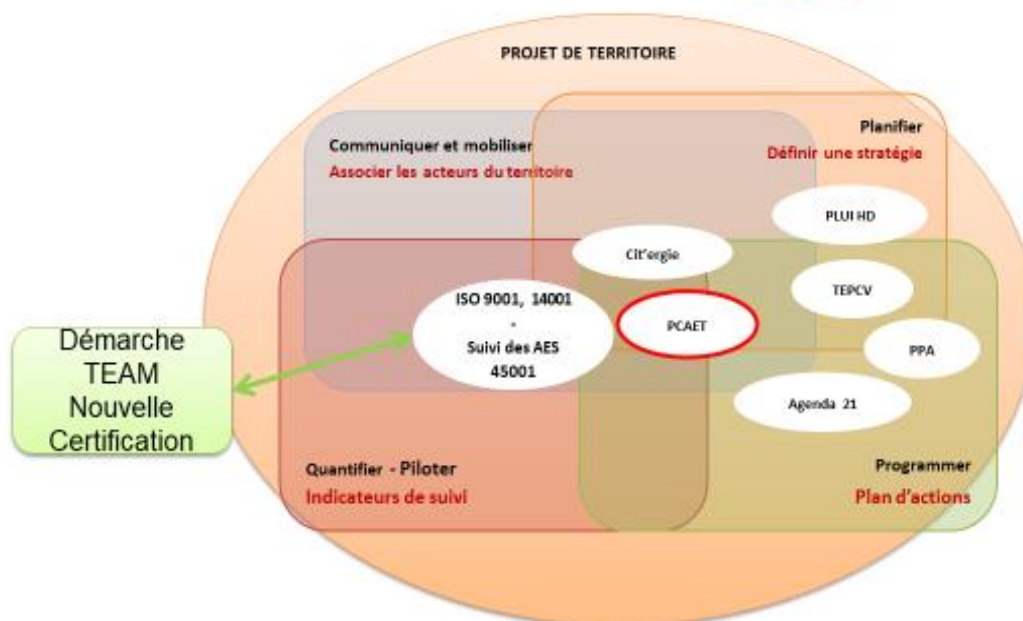 PROJET DE TERRITOIRE
Communiquer et mobiliser
Associer les acteurs du territoire
Planifier
Définir une stratégie
PLUI HD
Cit'ergie
TEPCV
ISO 9001, 14001
-
Suivi des AES
45001
PCAET
PPA
Agenda 21
Démarche
TEAM
Nouvelle
Certification
Quantifier - Piloter
Indicateurs de suivi
Programmer
Plan d'actions